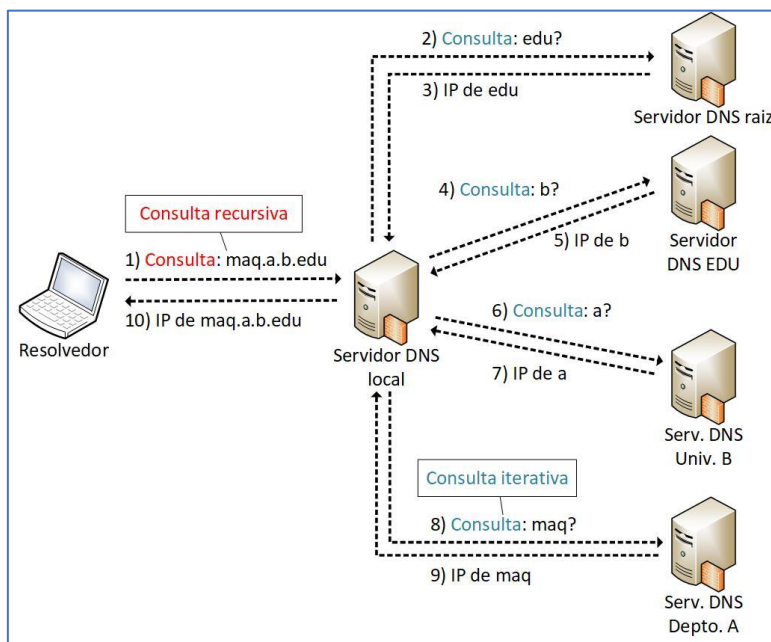 2) Consulta: edu?
3) IP de edu
Servidor DNS raiz
4) Consulta: b?
5) IP de b
Servidor
DNS EDU
Consulta recursiva
1) Consulta: maq.a.b.edu
10) IP de maq.a.b.edu
Resolvedor
Servidor DNS
local
6) Consulta: a?
7) IP de a
Serv. DNS
Univ. B
Consulta iterativa
8) Consulta: maq?
9) IP de maq
Serv. DNS
Depto. A